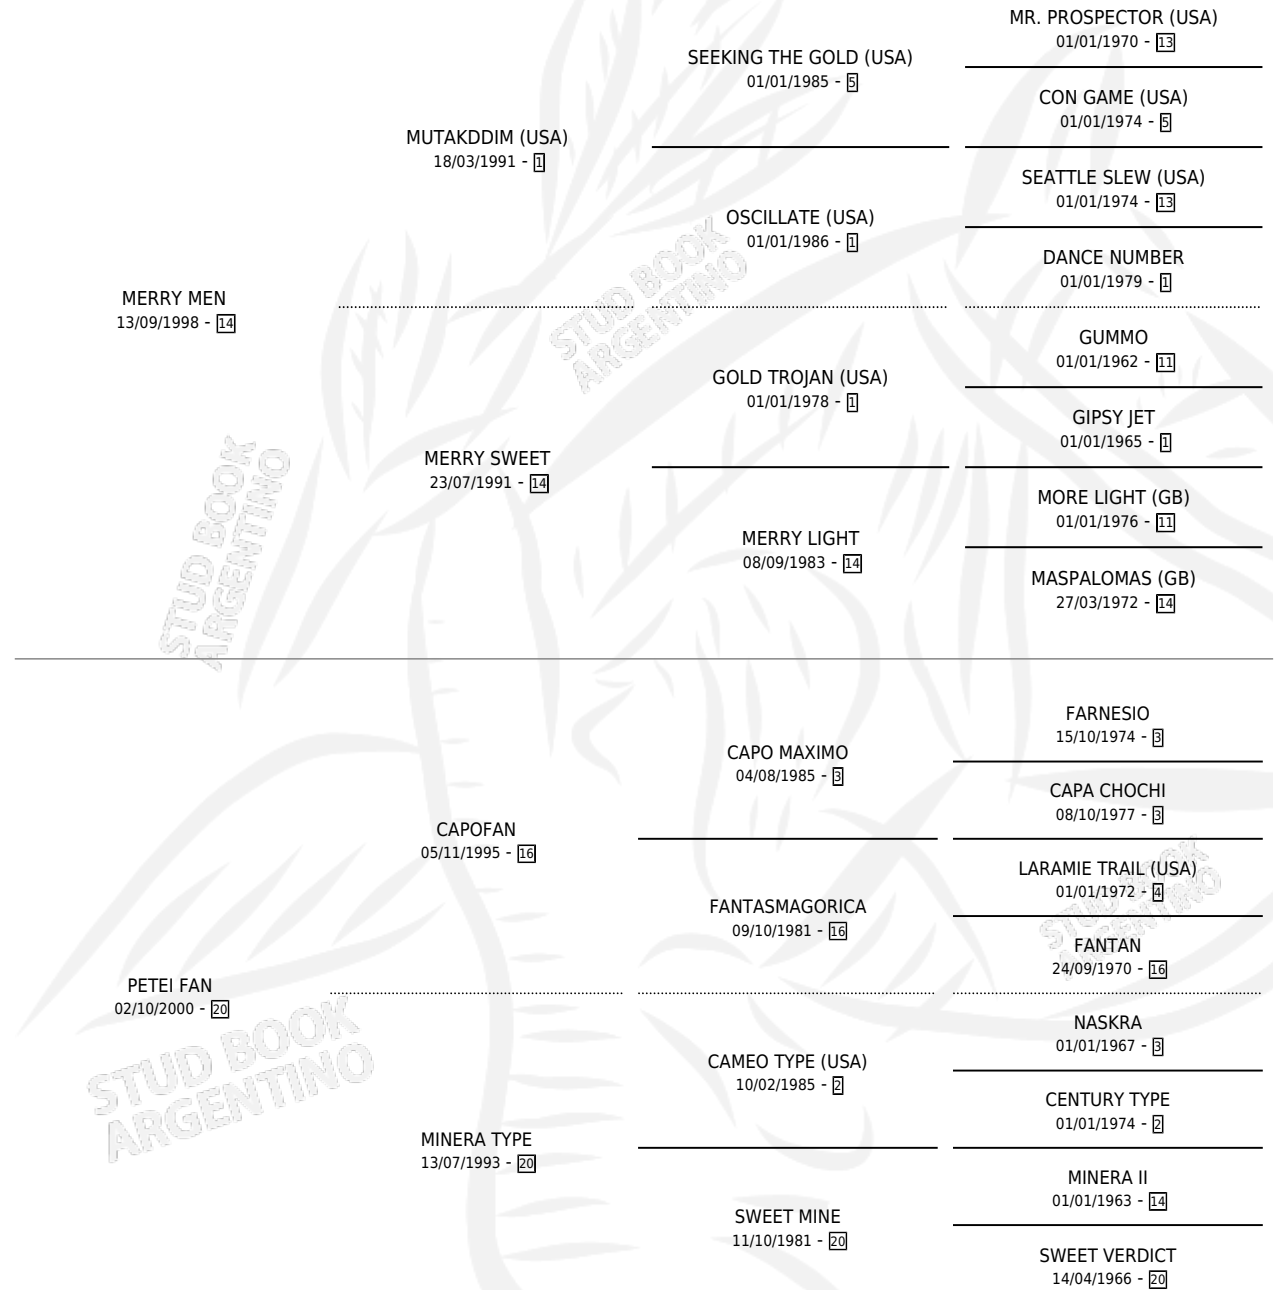 MR. PROSPECTOR (USA)
01/01/1970 - 13
SEEKING THE GOLD (USA)
01/01/1985 - 5
CON GAME (USA)
01/01/1974 - 5
MUTAKDDIM (USA)
18/03/1991 - 1
SEATTLE SLEW (USA)
01/01/1974 - 13
OSCILLATE (USA)
01/01/1986 - 1
DANCE NUMBER
01/01/1979 - 1
MERRY MEN
13/09/1998 - 14
GUMMO
01/01/1962 - 11
GOLD TROJAN (USA)
01/01/1978 - 1
GIPSY JET
01/01/1965 - 1
MERRY SWEET
23/07/1991 - 14
MORE LIGHT (GB)
01/01/1976 - 11
MERRY LIGHT
08/09/1983 - 14
MASPALOMAS (GB)
27/03/1972 - 14
STUD BOOK
ARGENTINO
STUD BOOK
ARGENTINO
FARNESIO
15/10/1974 - 3
CAPO MAXIMO
04/08/1985 - 3
CAPA CHOCHI
08/10/1977 - 3
CAPOFAN
05/11/1995 - 16
LARAMIE TRAIL (USA)
01/01/1972 - 4
FANTASMAGORICA
09/10/1981 - 16
FANTAN
24/09/1970 - 16
PETEI FAN
02/10/2000 - 20
NASKRA
01/01/1967 - 3
CAMEO TYPE (USA)
10/02/1985 - 2
CENTURY TYPE
01/01/1974 - 2
MINERA TYPE
13/07/1993 - 20
MINERA II
01/01/1963 - 14
SWEET MINE
11/10/1981 - 20
SWEET VERDICT
14/04/1966 - 20
STUD BOOK
ARGENTINO
STUD BOOK
ARGENTINO